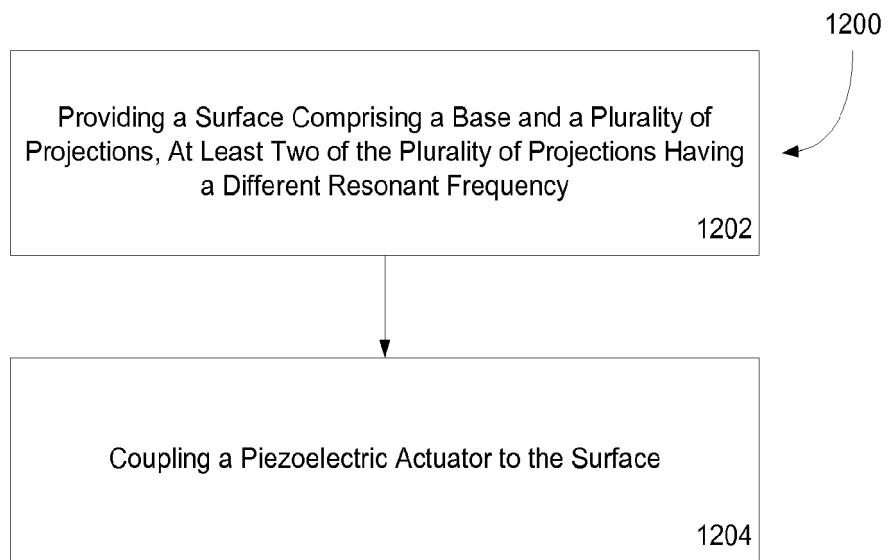 1200
Providing a Surface Comprising a Base and a Plurality of
Projections, At Least Two of the Plurality of Projections Having
a Different Resonant Frequency
1202
Coupling a Piezoelectric Actuator to the Surface
1204